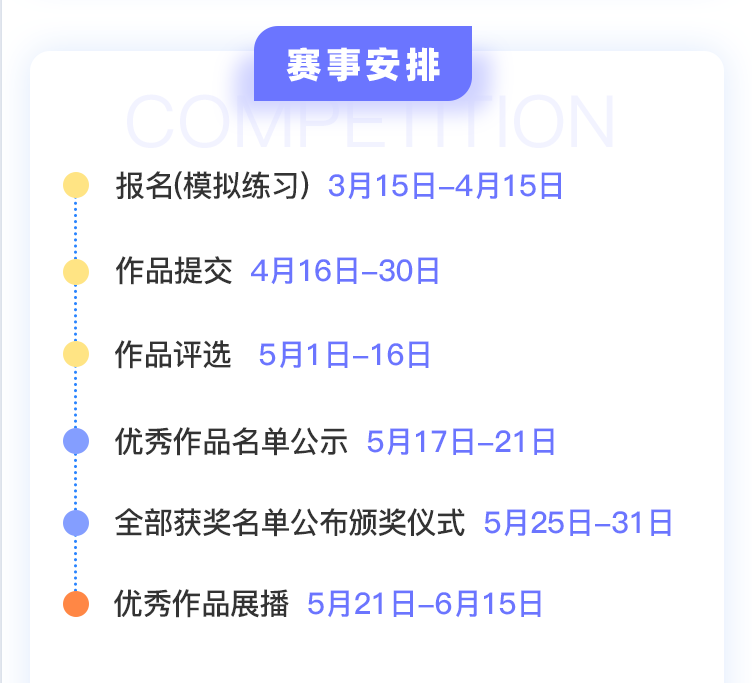 赛事安排
COMPETITION
报名(模拟练习) 3月15日-4月15日
作品提交 4月16日-30日
作品评选 5月1日-16日
优秀作品名单公示 5月17日-21日
全部获奖名单公布颁奖仪式 5月25日-31日
优秀作品展播 5月21日-6月15日